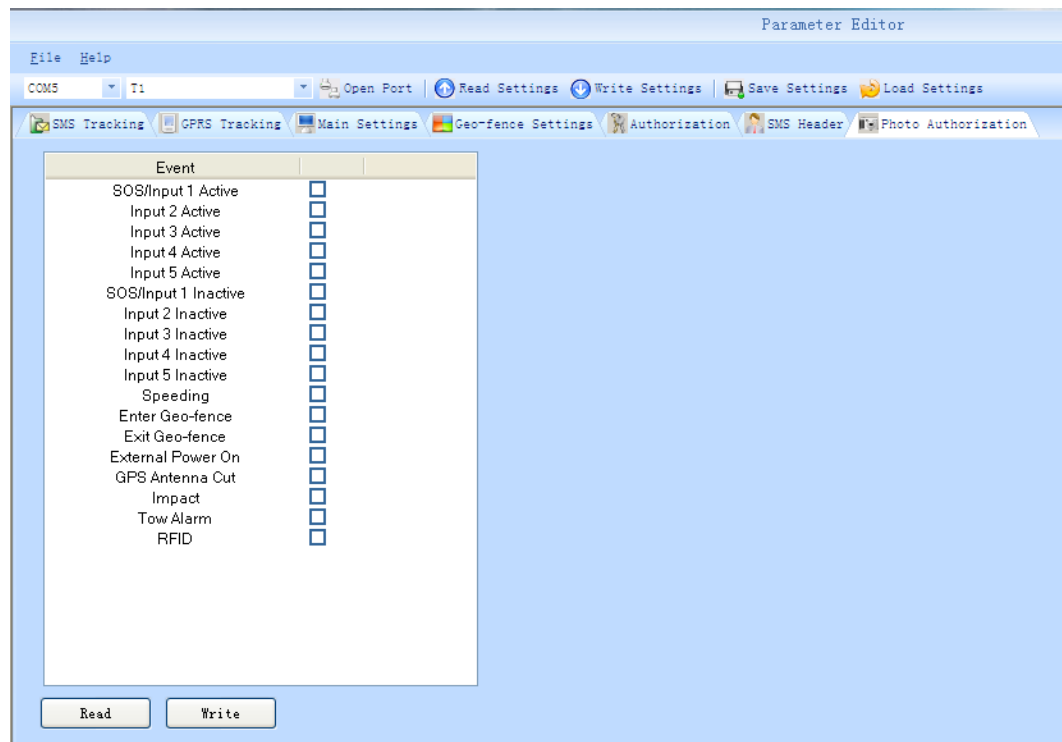 Parameter Editor
File Help
COM5 T1 Open Port Read Settings Write Settings Save Settings Load Settings
SMS Tracking GPRS Tracking Main Settings Geo-fence Settings Authorization SMS Header Photo Authorization
Event
SOS/Input 1 Active
Input 2 Active
Input 3 Active
Input 4 Active
Input 5 Active
SOS/Input 1 Inactive
Input 2 Inactive
Input 3 Inactive
Input 4 Inactive
Input 5 Inactive
Speeding
Enter Geo-fence
Exit Geo-fence
External Power On
GPS Antenna Cut
Impact
Tow Alarm
RFID
Read Write